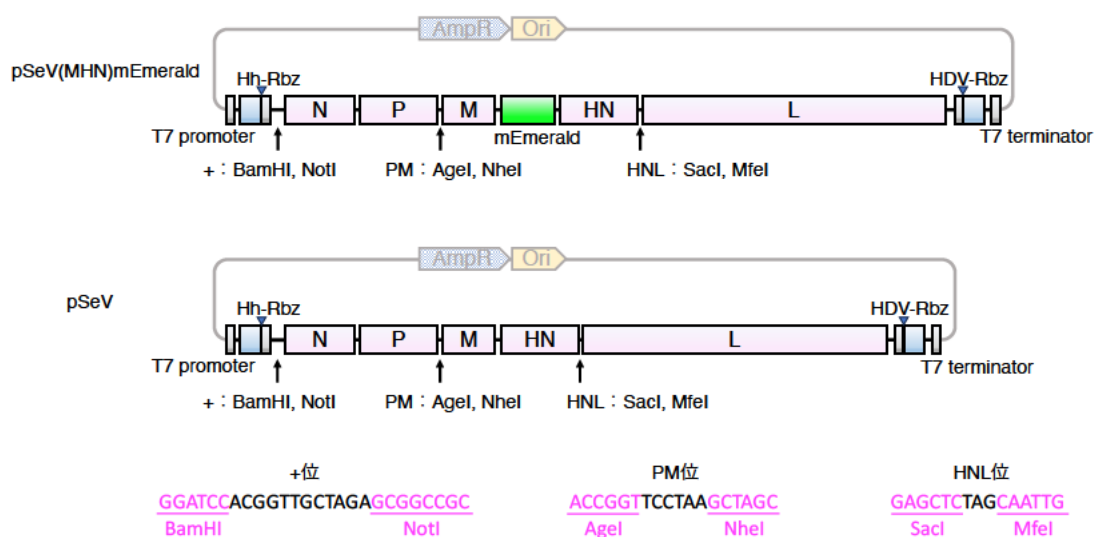 AmpR Ori
pSeV(MHN)mEmerald
Hh-Rbz HDV-Rbz
N P M HN L
T7 promoter mEmerald T7 terminator
+：BamHI, NotI PM：AgeI, NheI HNL：SacI, MfeI
AmpR Ori
pSeV
Hh-Rbz HDV-Rbz
N P M HN L
T7 promoter T7 terminator
+：BamHI, NotI PM：AgeI, NheI HNL：SacI, MfeI
+位 PM位 HNL位
GGATCCACGGTTGCTAGAGCGGCCGC ACCGGTTCCTAAGCTAGC GAGCTCTAGCAATTG
BamHI NotI AgeI NheI SacI MfeI